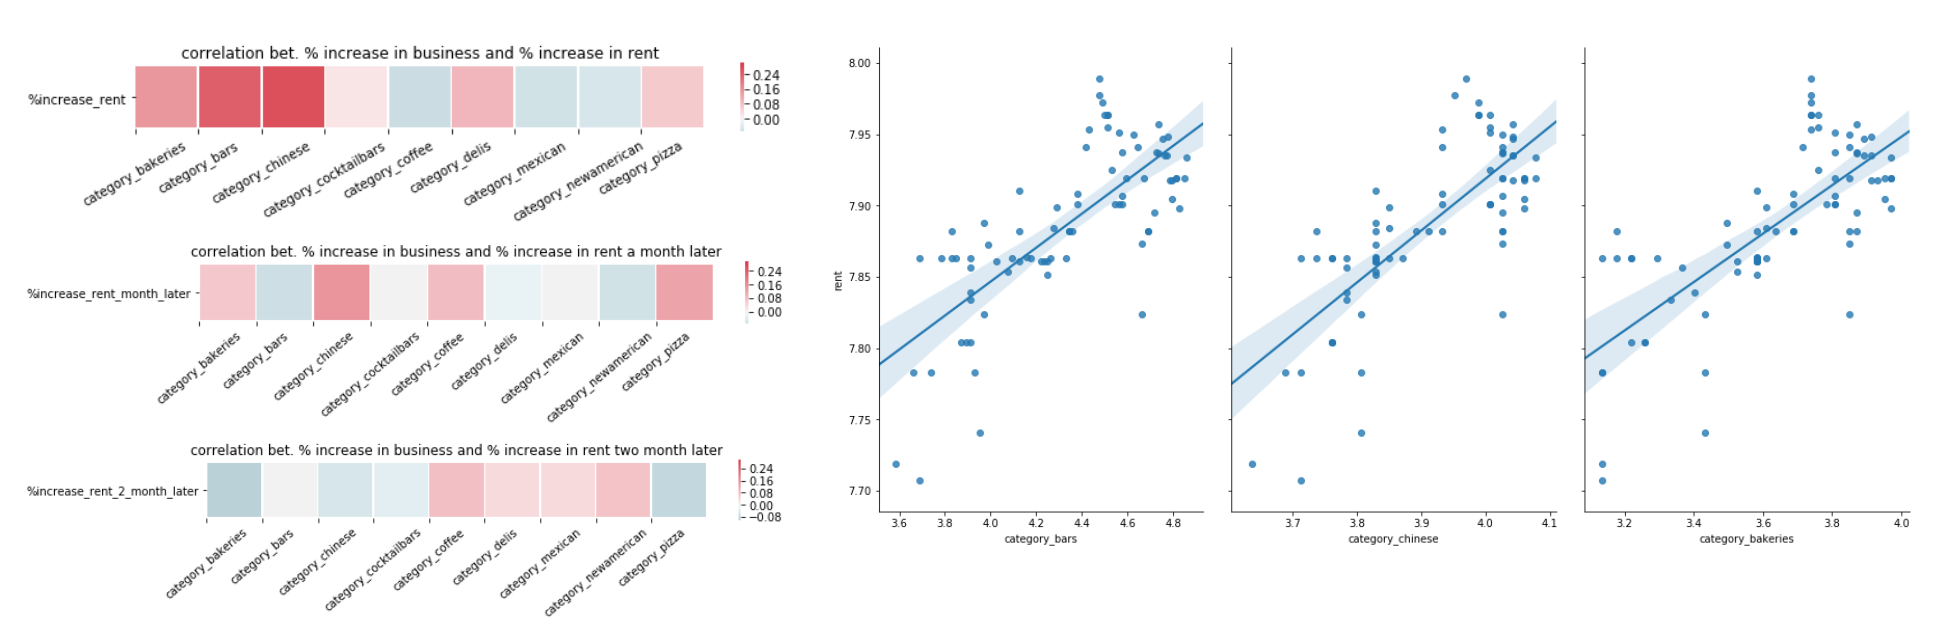 correlation bet. % increase in business and % increase in rent
%increase_rent
0.24
0.16
0.08
0.00
category_bakeries
category_bars
category_chinese
category_cocktailbars
category_coffee
category_delis
category_mexican
category_newamerican
category_pizza
correlation bet. % increase in business and % increase in rent a month later
%increase_rent_month_later
0.24
0.16
0.08
0.00
category_bakeries
category_bars
category_chinese
category_cocktailbars
category_coffee
category_delis
category_mexican
category_newamerican
category_pizza
correlation bet. % increase in business and % increase in rent two month later
%increase_rent_2_month_later
0.24
0.16
0.08
0.00
−0.08
category_bakeries
category_bars
category_chinese
category_cocktailbars
category_coffee
category_delis
category_mexican
category_newamerican
category_pizza
rent
8.00
7.95
7.90
7.85
7.80
7.75
7.70
3.6 3.8 4.0 4.2 4.4 4.6 4.8
category_bars
3.7 3.8 3.9 4.0 4.1
category_chinese
3.2 3.4 3.6 3.8 4.0
category_bakeries